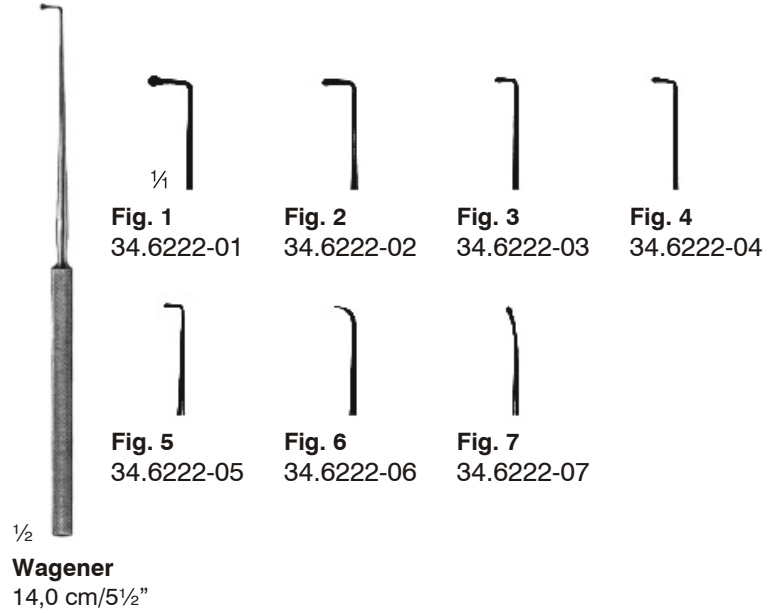 ⅟₁
Fig. 1
34.6222-01
Fig. 2
34.6222-02
Fig. 3
34.6222-03
Fig. 4
34.6222-04
Fig. 5
34.6222-05
Fig. 6
34.6222-06
Fig. 7
34.6222-07
½
Wagener
14,0 cm/5½”